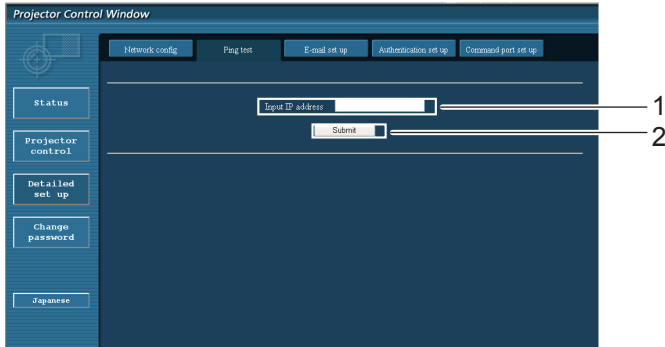 Projector Control Window
Network config
Ping test
E-mail set up
Authentication set up
Command port set up
Status
Projector
control
Detailed
set up
Change
password
Japanese
Input IP address
1
Submit
2